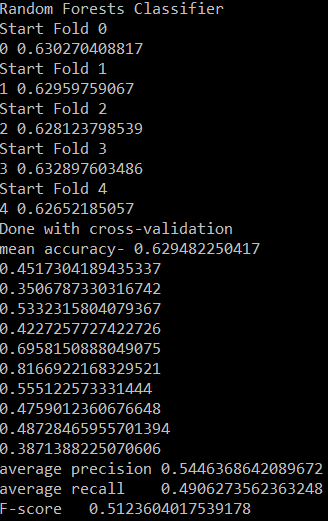 Random Forests Classifier
Start Fold 0
0 0.630270408817
Start Fold 1
1 0.62959759067
Start Fold 2
2 0.628123798539
Start Fold 3
3 0.632897603486
Start Fold 4
4 0.62652185057
Done with cross-validation
mean accuracy- 0.629482250417
0.4517304189435337
0.3506787330316742
0.5332315804079367
0.4227257727422726
0.6958150888049075
0.8166922168329521
0.555122573331444
0.4759012360676648
0.48728465955701394
0.3871388225070606
average precision 0.5446368642089672
average recall    0.4906273562363248
F-score   0.5123604017539178